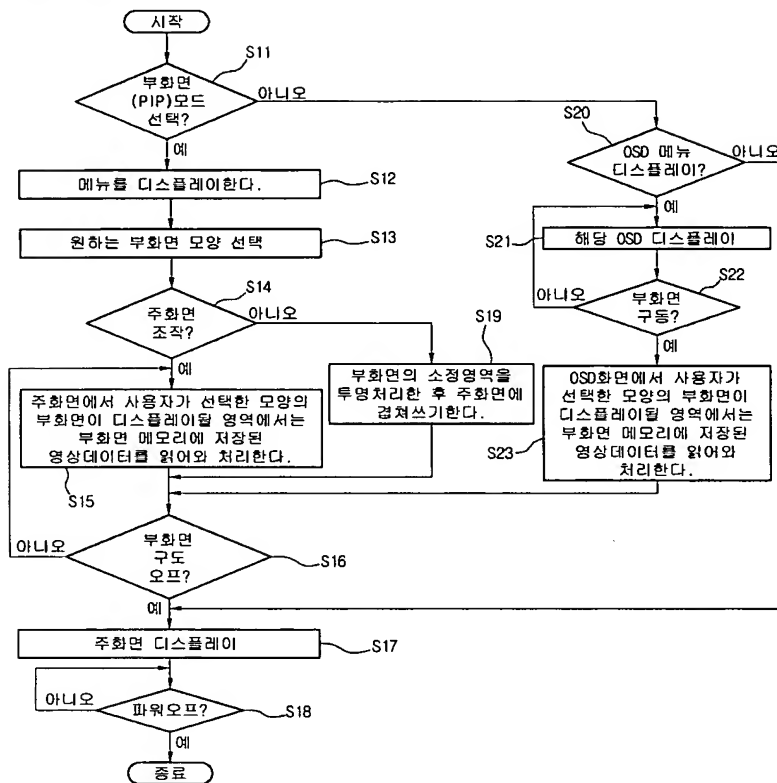 시작
S11
부화면
(PIP)모드
선택?
아니오
예
S20
OSD 메뉴
디스플레이?
아니오
예
메뉴를 디스플레이한다.
S12
원하는 부화면 모양 선택
S13
S21
해당 OSD 디스플레이
S14
주화면
조작?
아니오
예
S22
부화면
구동?
아니오
예
S19
부화면의 소정영역을
투명처리한 후 주화면에
겹쳐쓰기한다.
주화면에서 사용자가 선택한 모양의
부화면이 디스플레이될 영역에서는
부화면 메모리에 저장된
영상데이터를 읽어와 처리한다.
S15
OSD화면에서 사용자가
선택한 모양의 부화면이
디스플레이될 영역에서는
부화면 메모리에 저장된
영상데이터를 읽어와
처리한다.
S23
부화면
구도
오프?
아니오
S16
예
주화면 디스플레이
S17
아니오
파워오프?
S18
예
종료